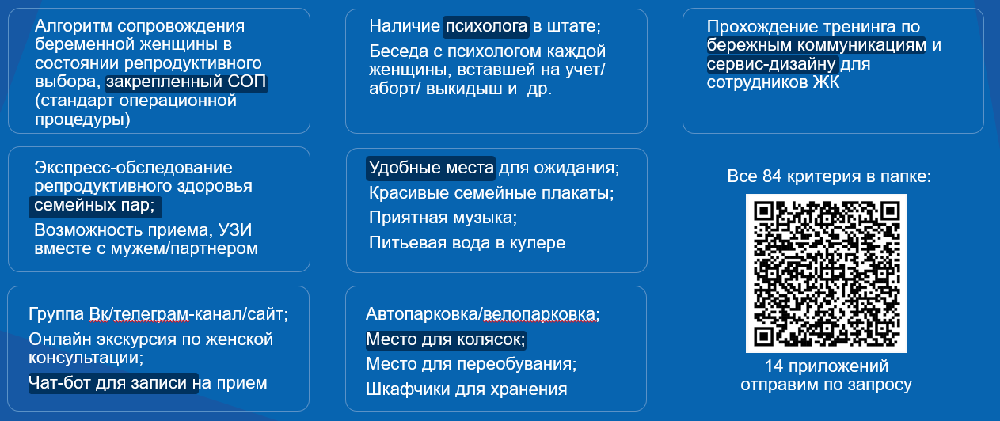 Алгоритм сопровождения
беременной женщины в
состоянии репродуктивного
выбора, закрепленный СОП
(стандарт операционной
процедуры)
Наличие психолога в штате;
Беседа с психологом каждой
женщины, вставшей на учет/
аборт/ выкидыш и  др.
Прохождение тренинга по
бережным коммуникациям и
сервис-дизайну для
сотрудников ЖК
Экспресс-обследование
репродуктивного здоровья
семейных пар;
Возможность приема, УЗИ
вместе с мужем/партнером
Удобные места для ожидания;
Красивые семейные плакаты;
Приятная музыка;
Питьевая вода в кулере
Все 84 критерия в папке:
Группа Вк/телеграм-канал/сайт;
Онлайн экскурсия по женской
консультации;
Чат-бот для записи на прием
Автопарковка/велопарковка;
Место для колясок;
Место для переобувания;
Шкафчики для хранения
14 приложений
отправим по запросу